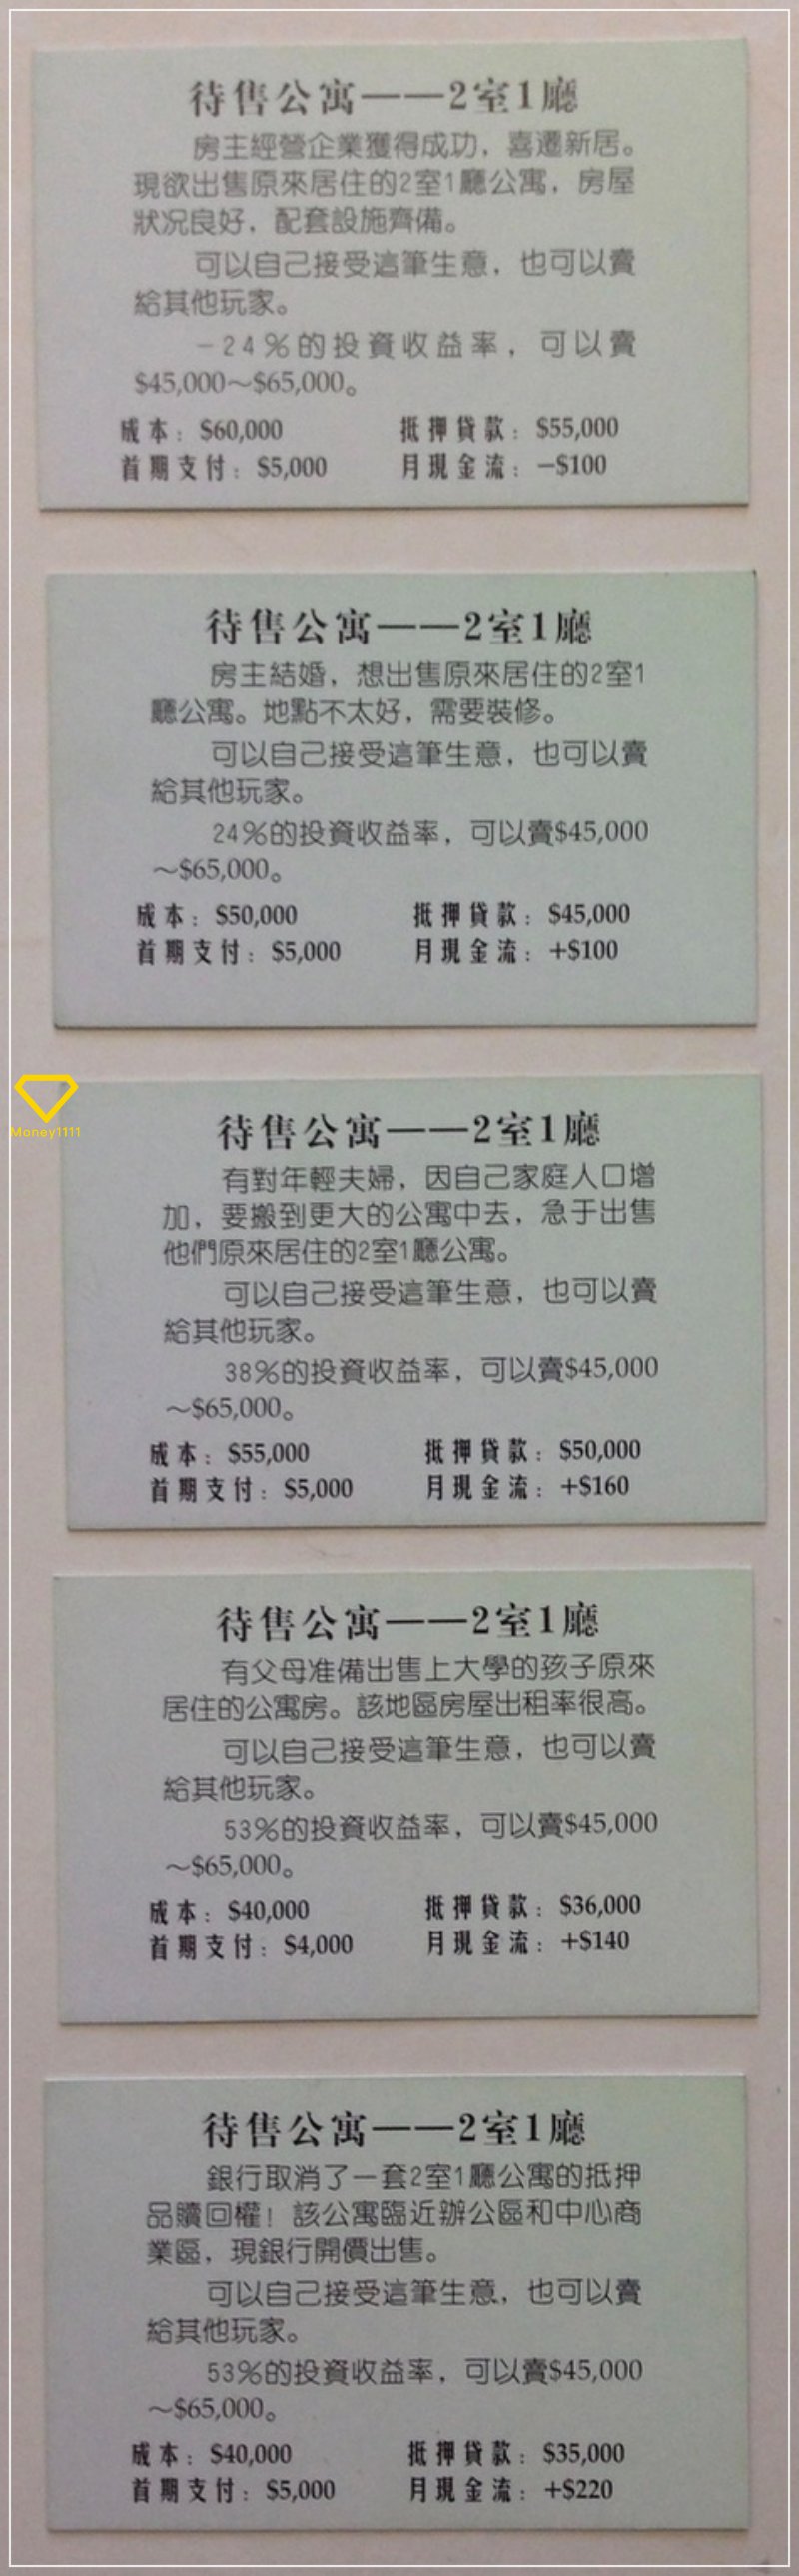 待售公寓——2室1廳
房主經營企業獲得成功，喜遷新居。
現欲出售原來居住的2室1廳公寓，房屋
狀況良好，配套設施齊備。
可以自己接受這筆生意，也可以賣
給其他玩家。
-24%的投資收益率，可以賣
$45,000～$65,000。
成本：$60,000 抵押貸款：$55,000
首期支付：$5,000 月現金流：-$100
待售公寓——2室1廳
房主結婚，想出售原來居住的2室1
廳公寓。地點不太好，需要裝修。
可以自己接受這筆生意，也可以賣
給其他玩家。
24%的投資收益率，可以賣$45,000
～$65,000。
成本：$50,000 抵押貸款：$45,000
首期支付：$5,000 月現金流：+$100
Money1111
待售公寓——2室1廳
有對年輕夫婦，因自己家庭人口增
加，要搬到更大的公寓中去，急于出售
他們原來居住的2室1廳公寓。
可以自己接受這筆生意，也可以賣
給其他玩家。
38%的投資收益率，可以賣$45,000
～$65,000。
成本：$55,000 抵押貸款：$50,000
首期支付：$5,000 月現金流：+$160
待售公寓——2室1廳
有父母准備出售上大學的孩子原來
居住的公寓房。該地區房屋出租率很高。
可以自己接受這筆生意，也可以賣
給其他玩家。
53%的投資收益率，可以賣$45,000
～$65,000。
成本：$40,000 抵押貸款：$36,000
首期支付：$4,000 月現金流：+$140
待售公寓——2室1廳
銀行取消了一套2室1廳公寓的抵押
品贖回權！該公寓臨近辦公區和中心商
業區，現銀行開價出售。
可以自己接受這筆生意，也可以賣
給其他玩家。
53%的投資收益率，可以賣$45,000
～$65,000。
成本：$40,000 抵押貸款：$35,000
首期支付：$5,000 月現金流：+$220